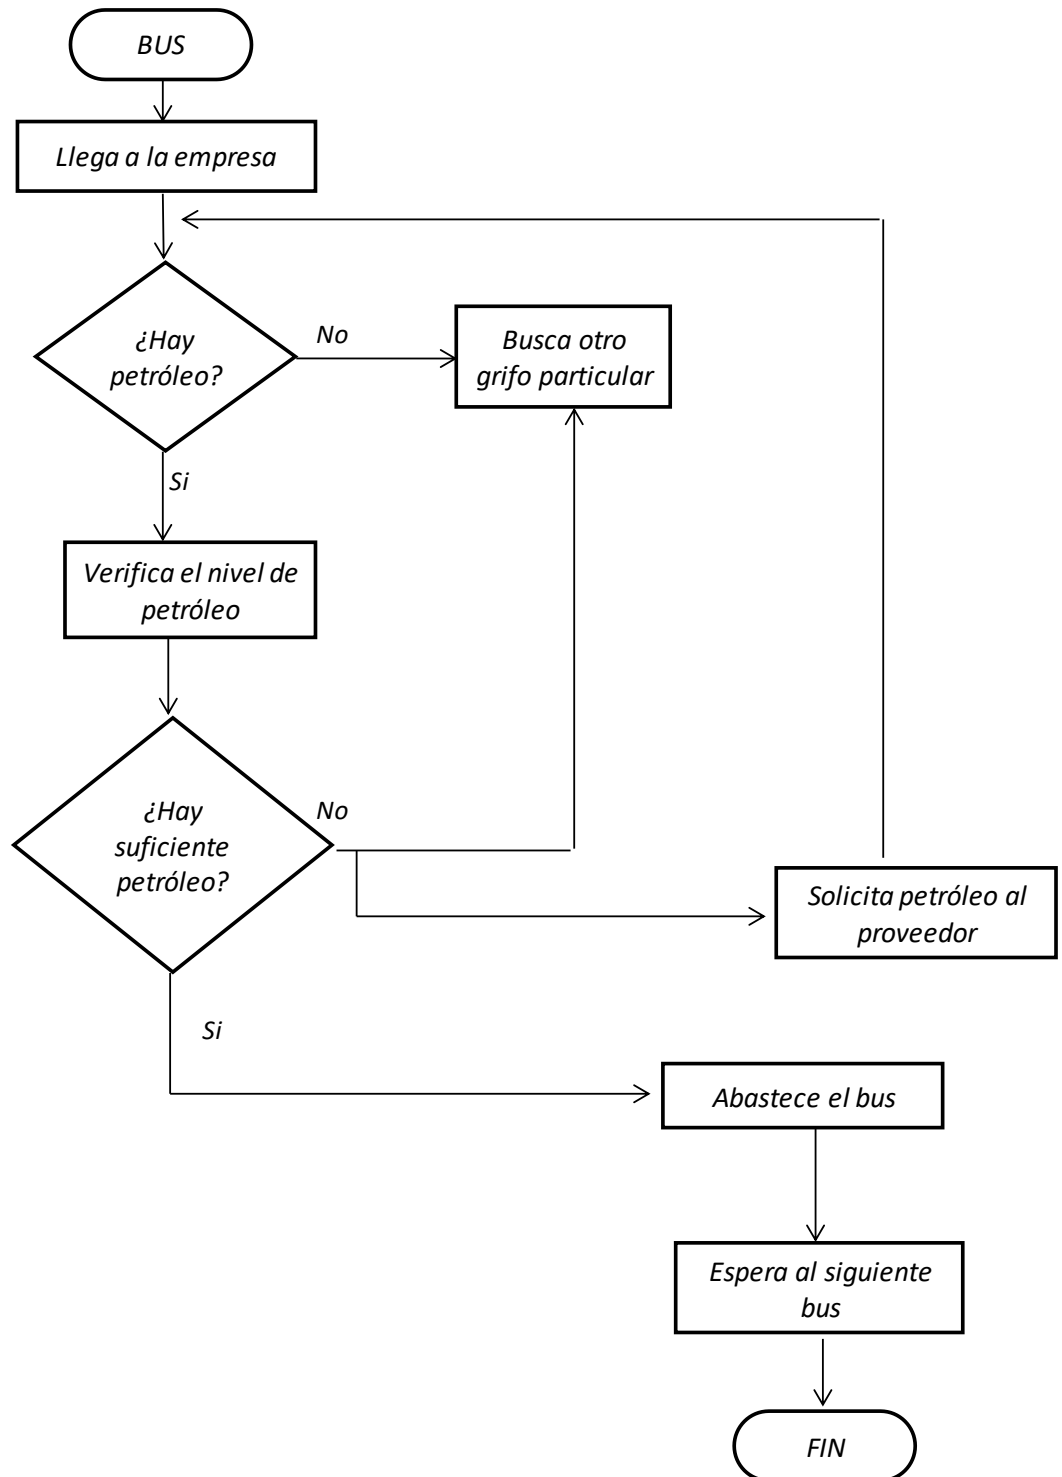 BUS
Llega a la empresa
¿Hay
petróleo?
No
Busca otro
grifo particular
Si
Verifica el nivel de
petróleo
¿Hay
suficiente
petróleo?
No
Solicita petróleo al
proveedor
Si
Abastece el bus
Espera al siguiente
bus
FIN